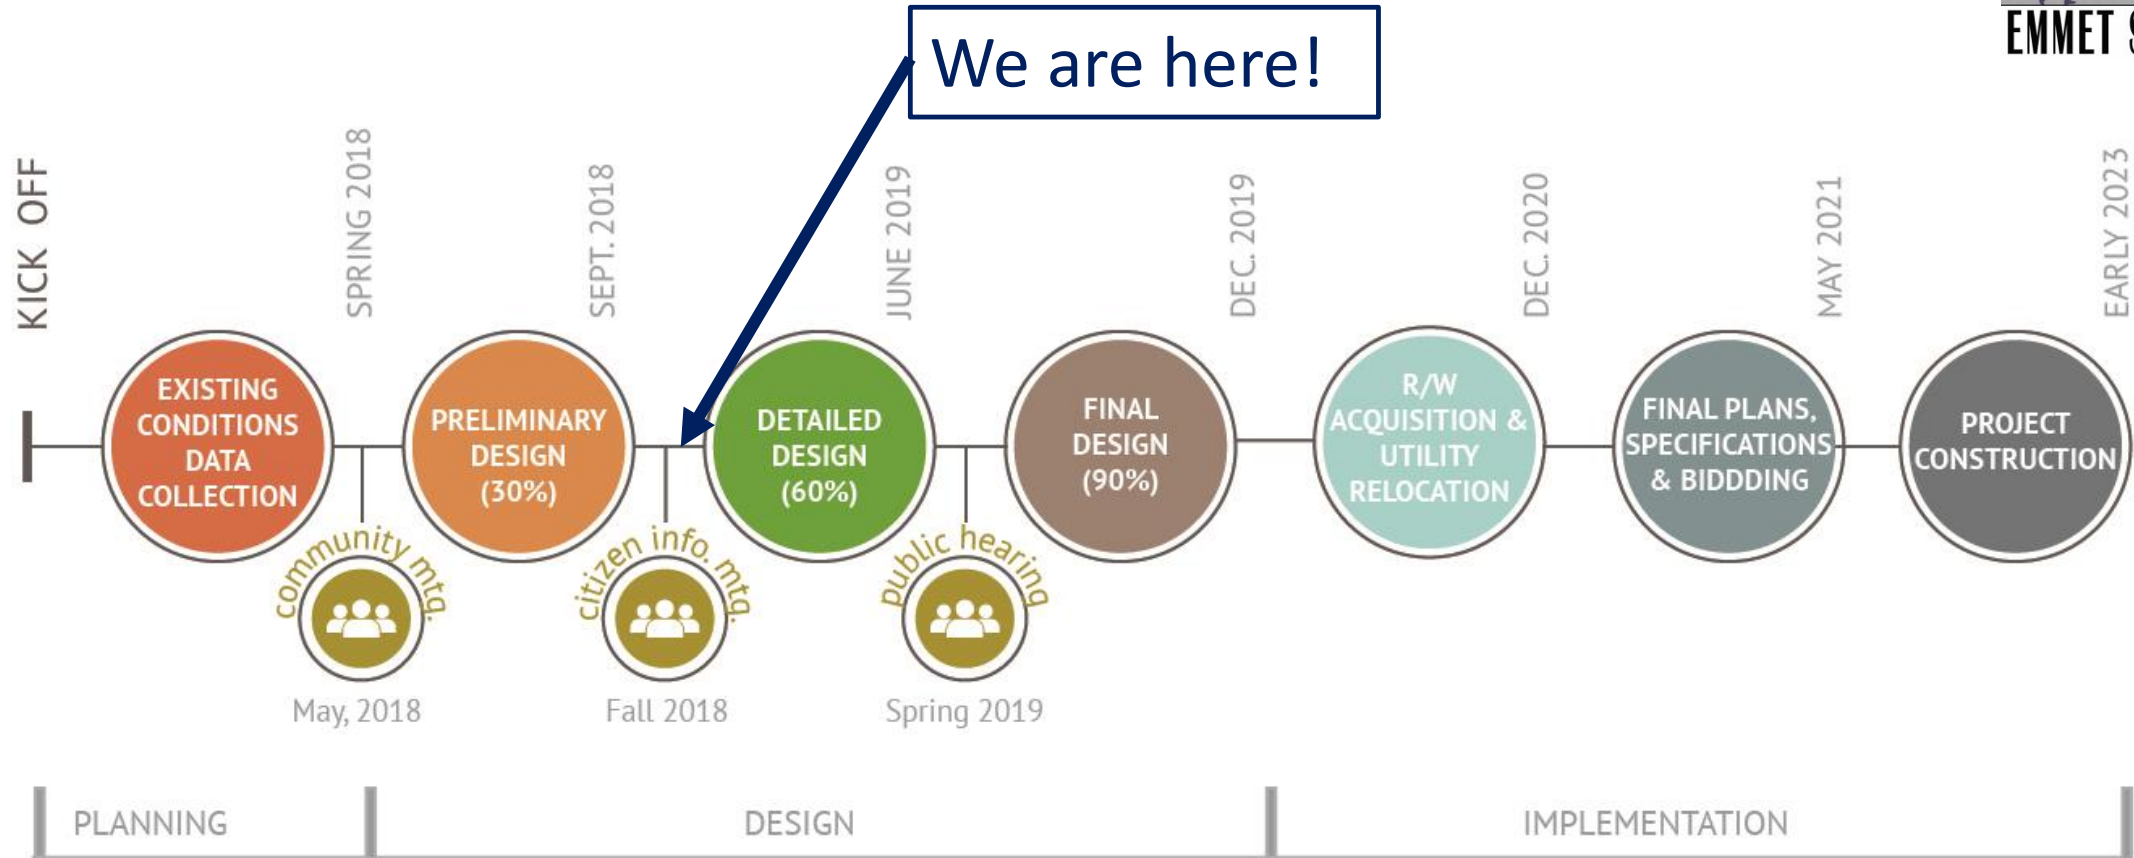 EMMET
We are here!
KICK OFF
SPRING 2018
SEPT. 2018
JUNE 2019
DEC. 2019
DEC. 2020
MAY 2021
EARLY 2023
EXISTING
CONDITIONS
DATA
COLLECTION
PRELIMINARY
DESIGN
(30%)
DETAILED
DESIGN
(60%)
FINAL
DESIGN
(90%)
R/W
ACQUISITION &
UTILITY
RELOCATION
FINAL PLANS,
SPECIFICATIONS
& BIDDDING
PROJECT
CONSTRUCTION
community mtg.
citizen info. mtg.
public hearing
May, 2018
Fall 2018
Spring 2019
PLANNING
DESIGN
IMPLEMENTATION